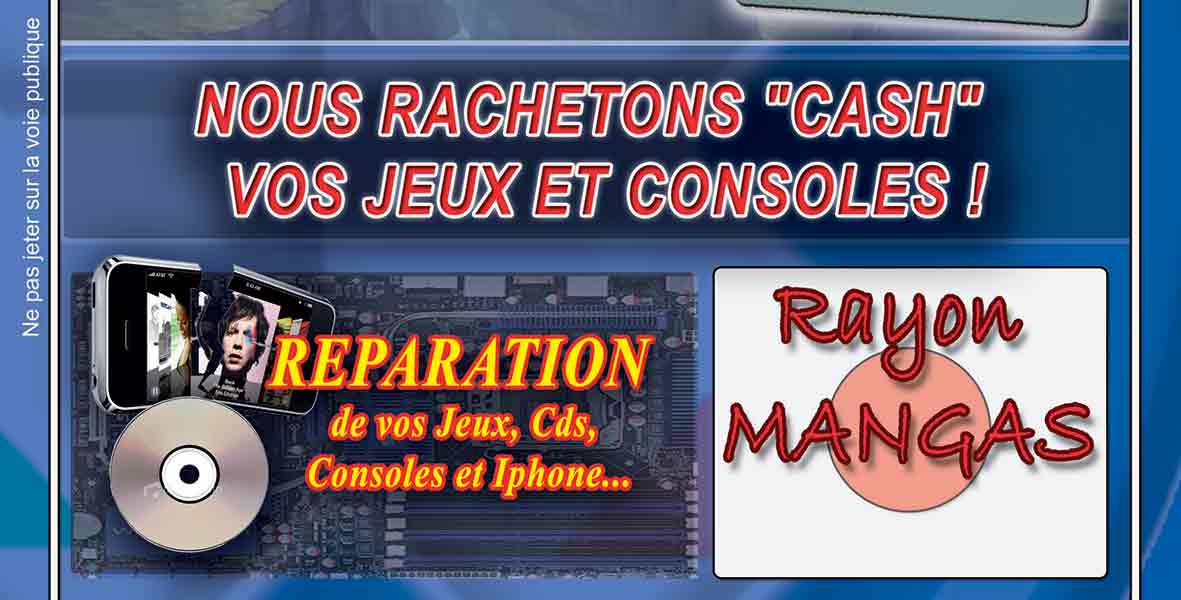 Ne pas jeter sur la voie publique
NOUS RACHETONS "CASH"
VOS JEUX ET CONSOLES !
REPARATION
de vos Jeux, Cds,
Consoles et Iphone...
Rayon
MANGAS